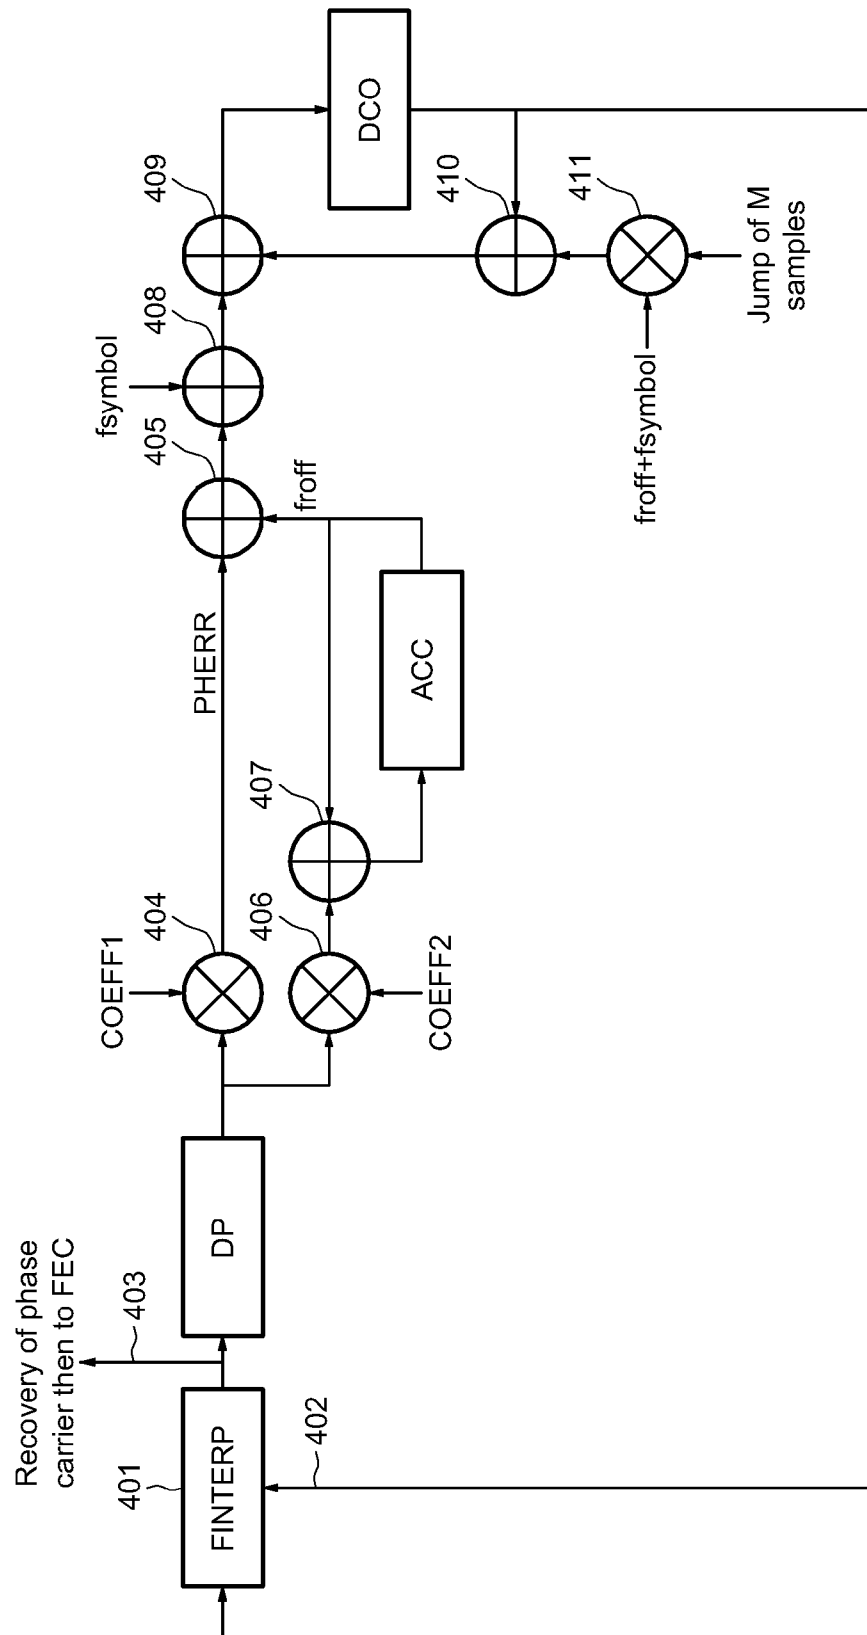 Recovery of phase
carrier then to FEC
403
401
FINTERP
402
DP
COEFF1
404
406
COEFF2
PHERR
407
ACC
froff
405
fsymbol
408
409
DCO
410
411
froff+fsymbol
Jump of M
samples